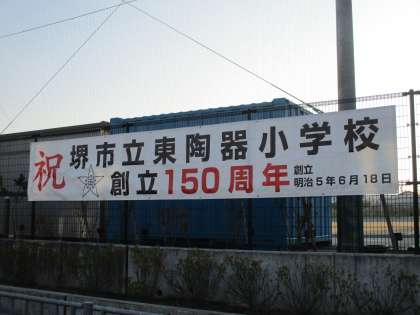 祝
堺市立東陶器小学校
創立150周年
創立
明治5年6月18日